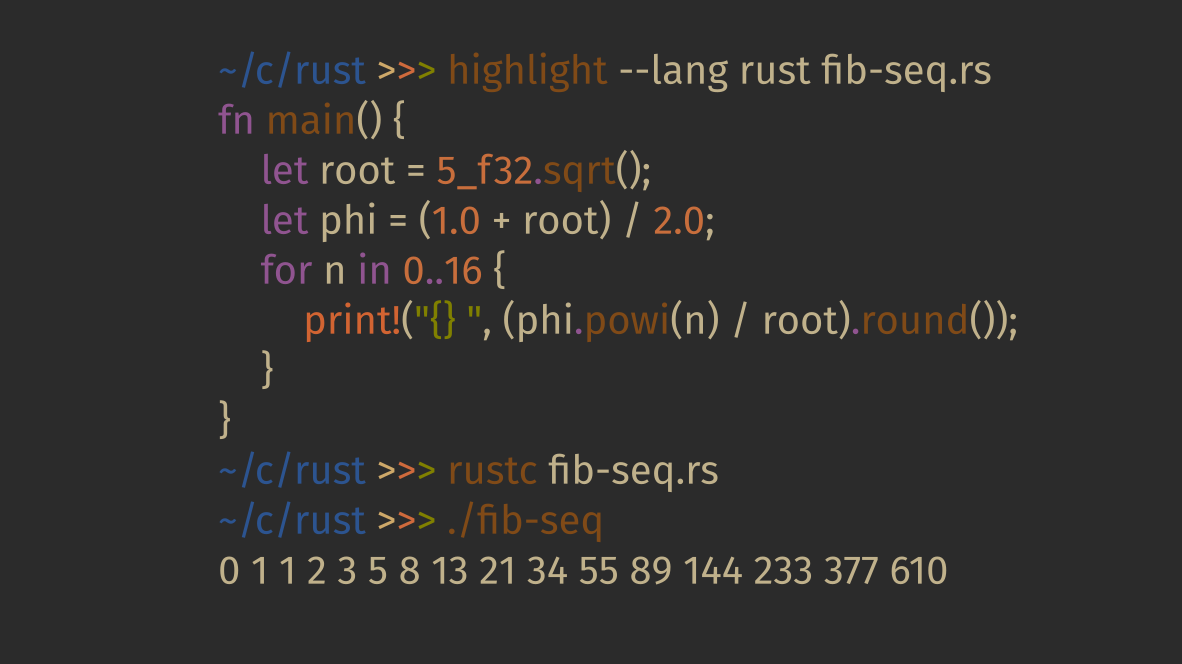 ~/c/rust >>> highlight --lang rust fib-seq.rs
fn main() {
    let root = 5_f32.sqrt();
    let phi = (1.0 + root) / 2.0;
    for n in 0..16 {
        print!("{} ", (phi.powi(n) / root).round());
    }
}
~/c/rust >>> rustc fib-seq.rs
~/c/rust >>> ./fib-seq
0 1 1 2 3 5 8 13 21 34 55 89 144 233 377 610